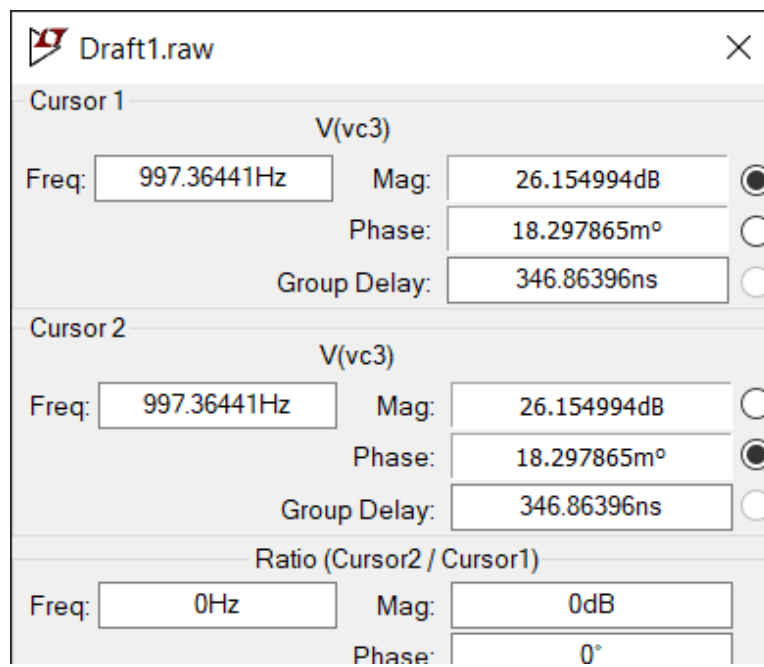 Draft1.raw
Cursor 1
V(vc3)
Freq: 997.36441Hz Mag: 26.154994dB
Phase: 18.297865mº
Group Delay: 346.86396ns
Cursor 2
V(vc3)
Freq: 997.36441Hz Mag: 26.154994dB
Phase: 18.297865mº
Group Delay: 346.86396ns
Ratio (Cursor2 / Cursor1)
Freq: 0Hz Mag: 0dB
Phase: 0°